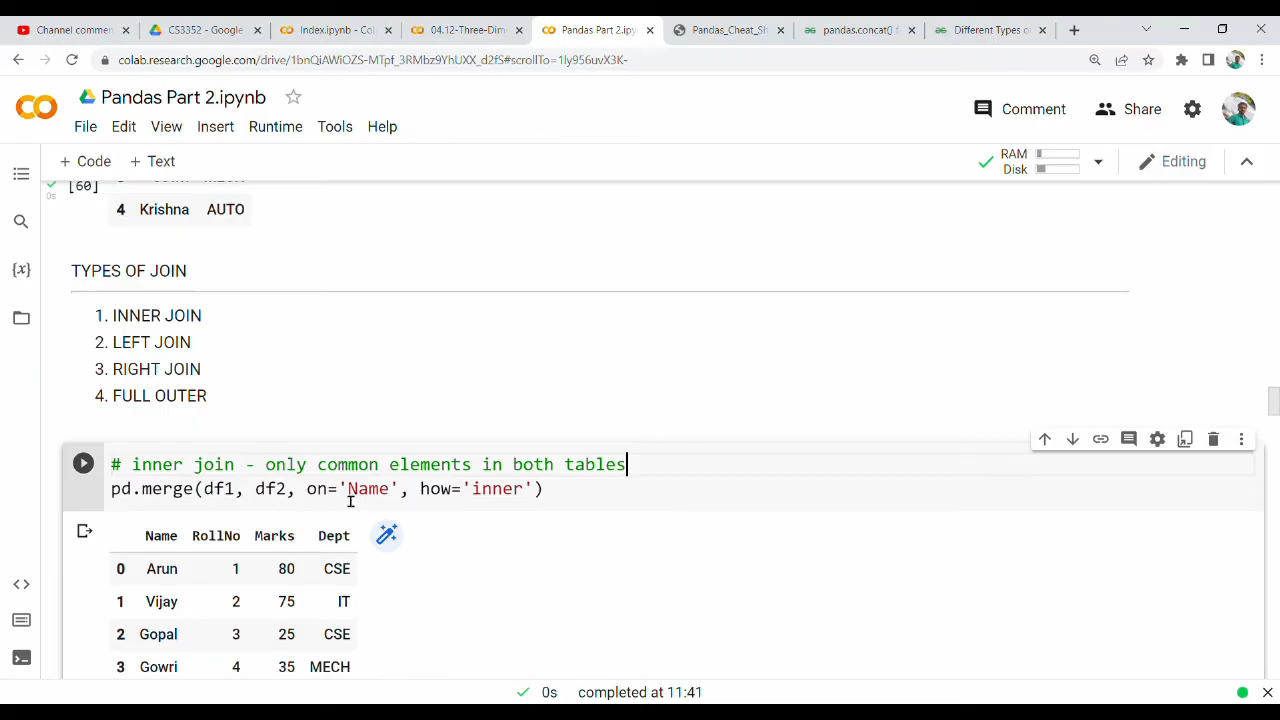 Channel commen
CS3352 - Google
Index.ipynb - Col
04.12-Three-Dim
Pandas Part 2.ipy
Pandas_Cheat_Sh
pandas.concat() f
Different Types o
colab.research.google.com/drive/1bnQiAWiOZS-MTpf_3RMbz9YhUXX_d2fS#scrollTo=1Iy956uvX3K-
CO Pandas Part 2.ipynb
Comment Share
File Edit View Insert Runtime Tools Help
+ Code + Text
RAM
Disk
Editing
[60]
0s
4 Krishna AUTO
TYPES OF JOIN
1. INNER JOIN
2. LEFT JOIN
3. RIGHT JOIN
4. FULL OUTER
{x}
# inner join - only common elements in both tables
pd.merge(df1, df2, on='Name', how='inner')
Name RollNo Marks Dept
0 Arun 1 80 CSE
1 Vijay 2 75 IT
2 Gopal 3 25 CSE
3 Gowri 4 35 MECH
0s completed at 11:41